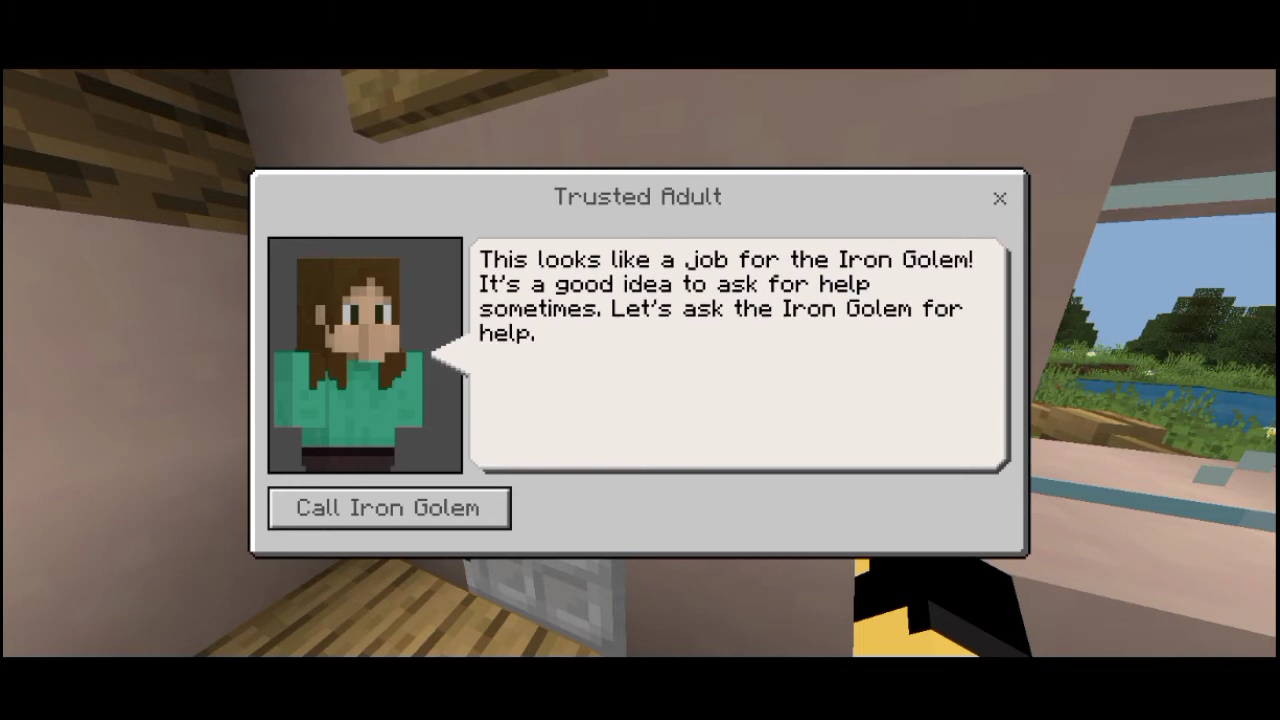 Trusted Adult
This looks like a job for the Iron Golem!
It's a good idea to ask for help
sometimes. Let's ask the Iron Golem for
help.
Call Iron Golem